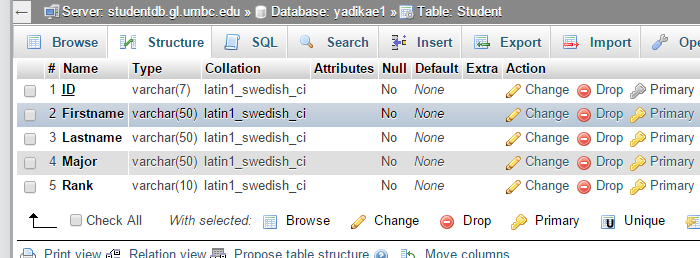 ← Server: studentdb.gl.umbc.edu » Database: yadikae1 » Table: Student
Browse Structure SQL Search Insert Export Import Ope
# Name Type Collation Attributes Null Default Extra Action
1 ID varchar(7) latin1_swedish_ci No None Change Drop Primary
2 Firstname varchar(50) latin1_swedish_ci No None Change Drop Primary
3 Lastname varchar(50) latin1_swedish_ci No None Change Drop Primary
4 Major varchar(50) latin1_swedish_ci No None Change Drop Primary
5 Rank varchar(10) latin1_swedish_ci No None Change Drop Primary
Check All With selected: Browse Change Drop Primary Unique
Print view Relation view Propose table structure Move columns